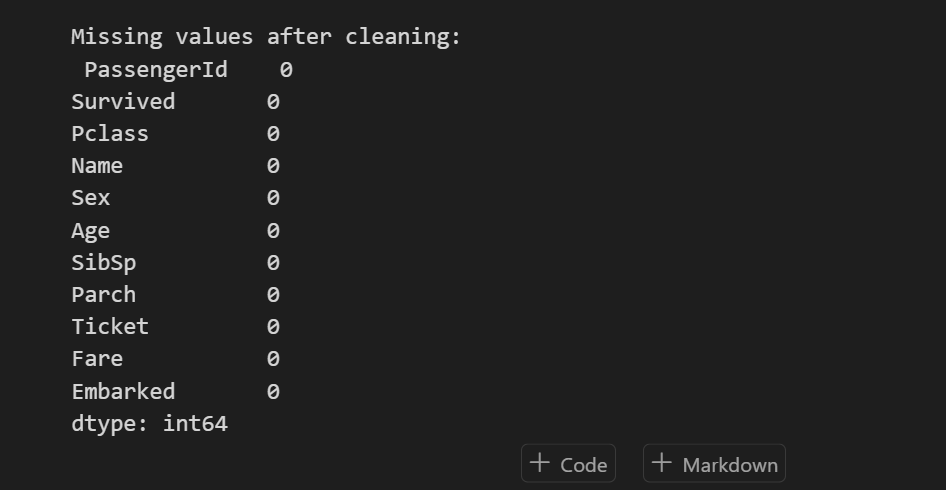 Missing values after cleaning:
 PassengerId    0
Survived       0
Pclass         0
Name           0
Sex            0
Age            0
SibSp          0
Parch          0
Ticket         0
Fare           0
Embarked       0
dtype: int64
+ Code + Markdown